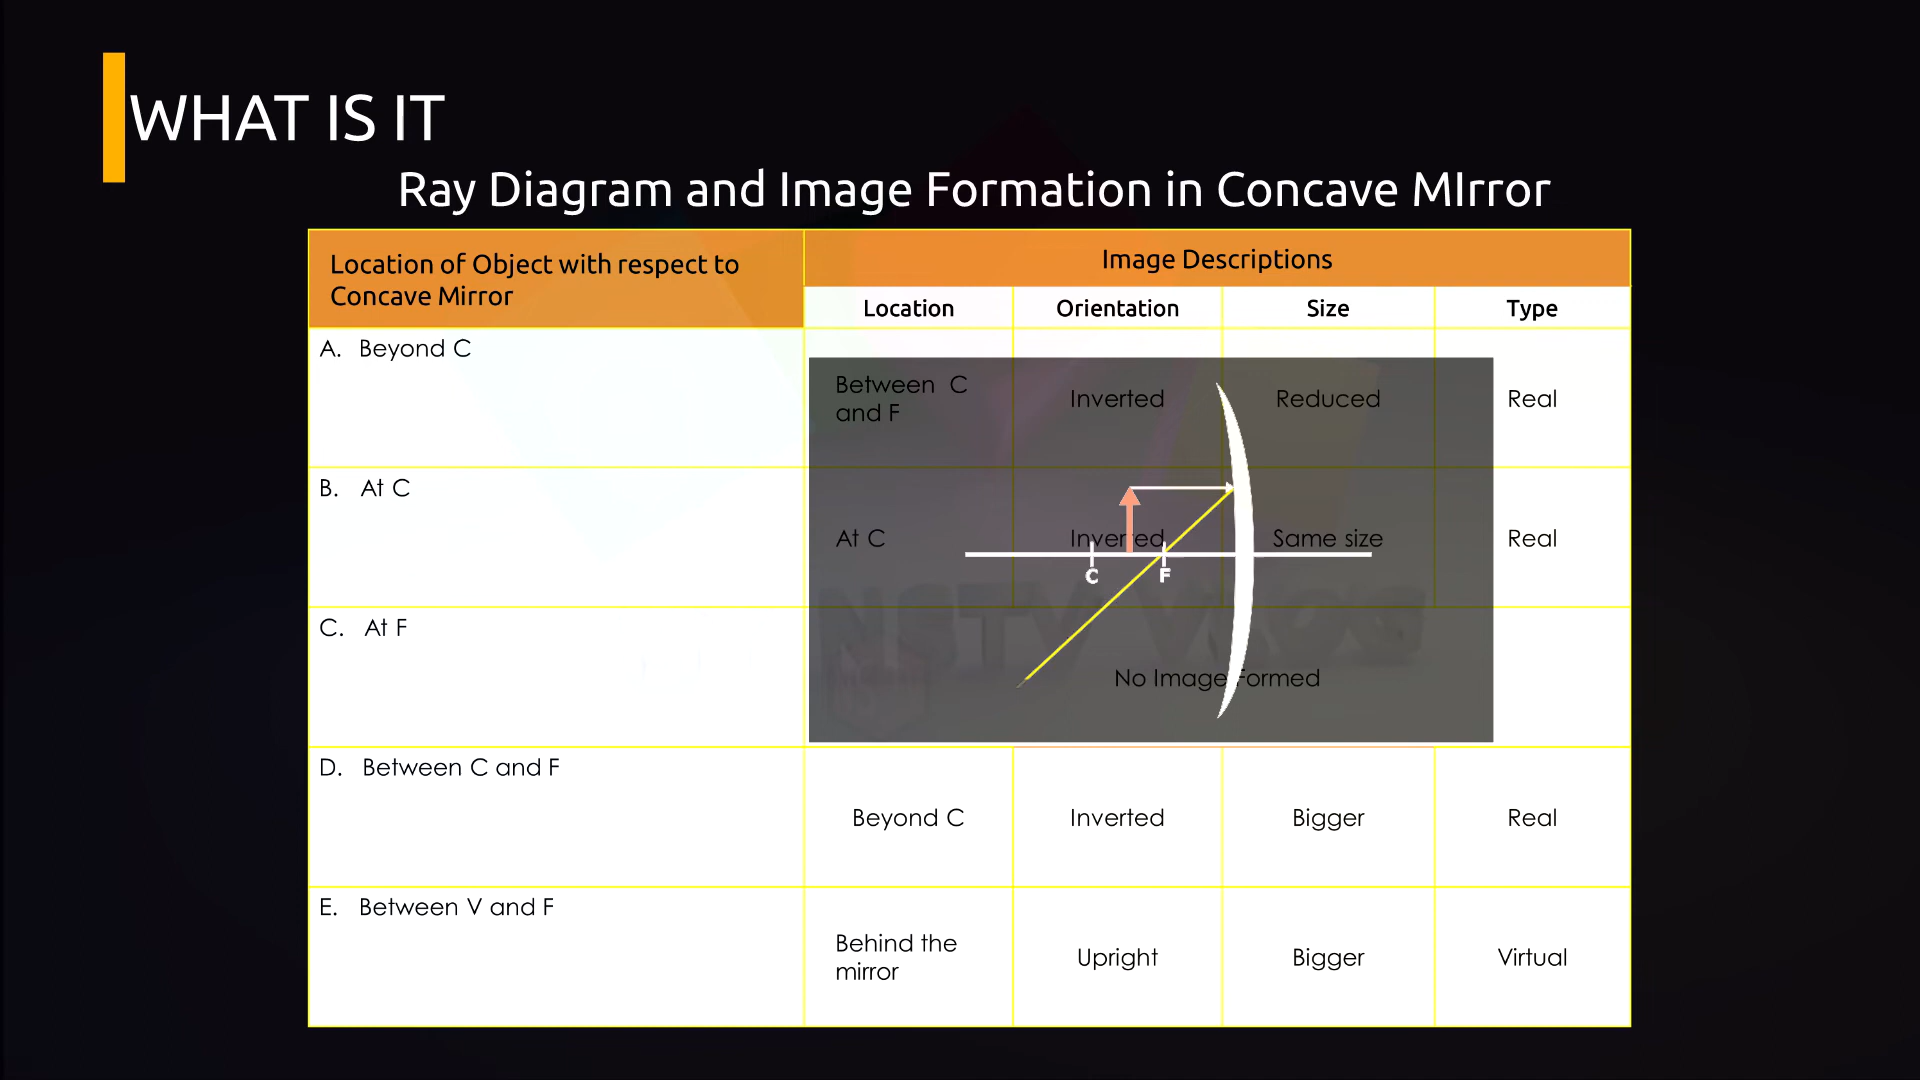 WHAT IS IT
Ray Diagram and Image Formation in Concave MIrror
Location of Object with respect to
Concave Mirror
Image Descriptions
Location
Orientation
Size
Type
A. Beyond C
Between C
and F
Inverted
Reduced
Real
B. At C
At C
Inverted
Same size
Real
C
F
C. At F
No Image Formed
D. Between C and F
Beyond C
Inverted
Bigger
Real
E. Between V and F
Behind the
mirror
Upright
Bigger
Virtual